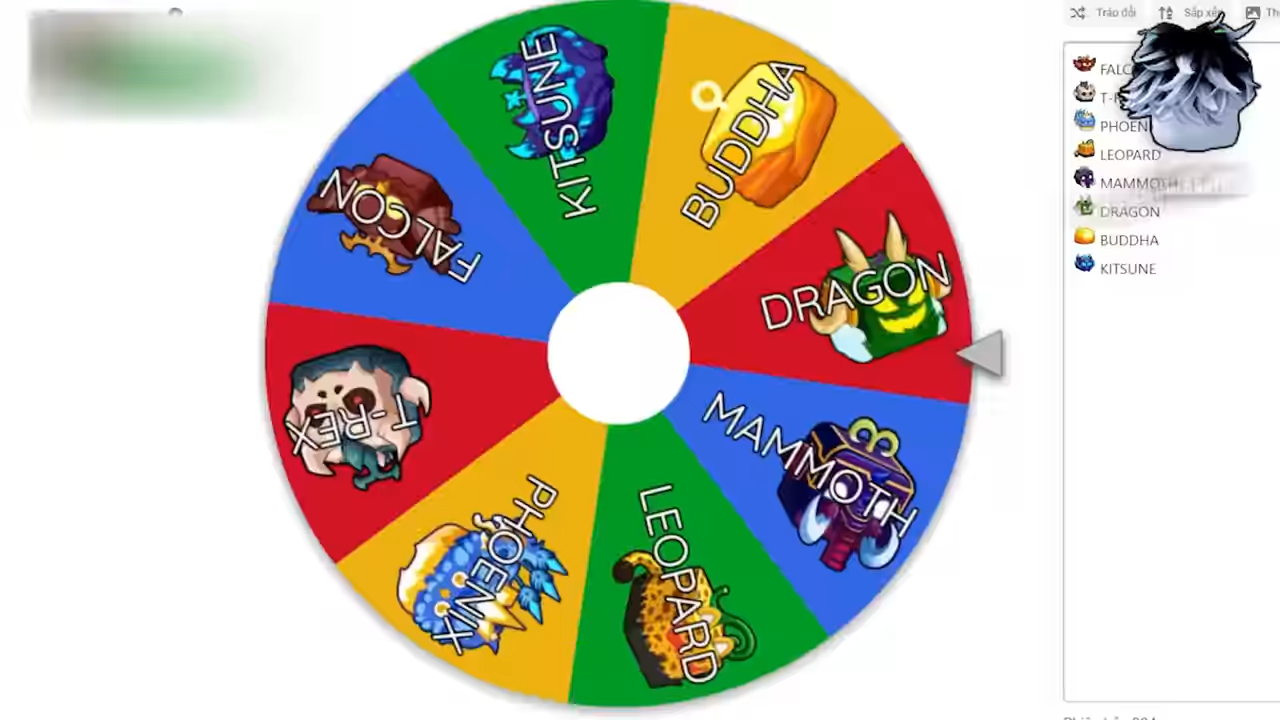 Tráo đổi Sắp xếp
KITSUNE
BUDDHA
FALCON
DRAGON
T-REX
MAMMOTH
PHOENIX
LEOPARD
LEOPARD
DRAGON
BUDDHA
KITSUNE